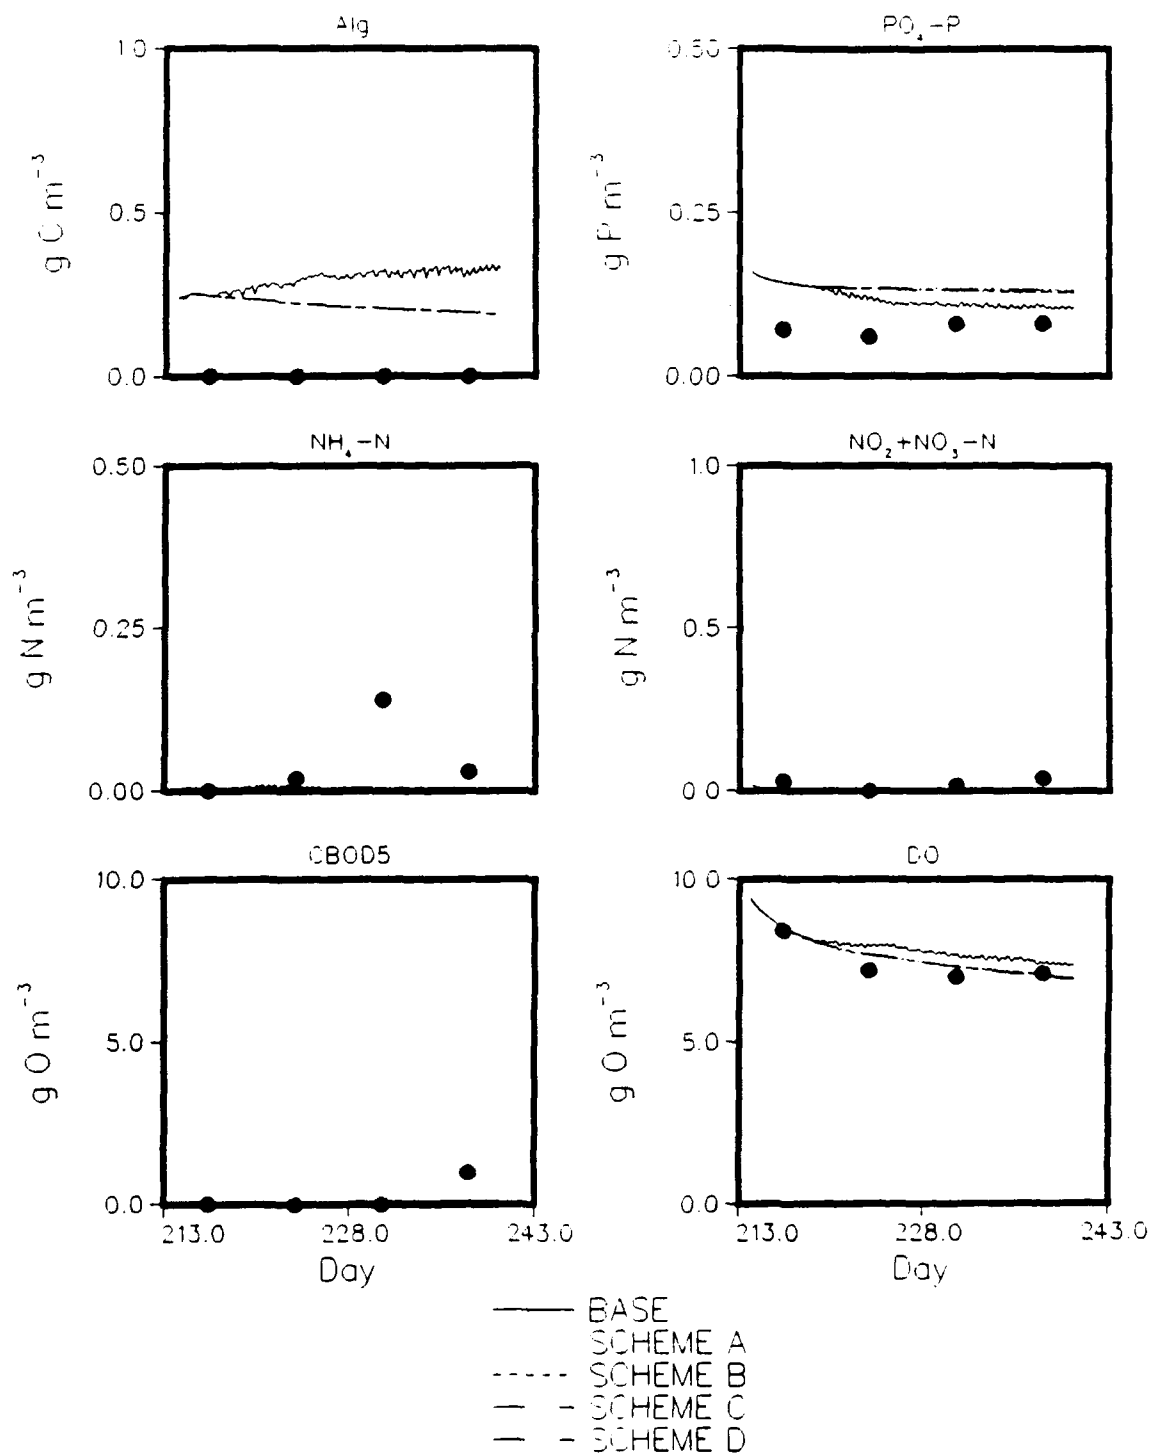 Alg
1.0
0.5
0.0
g C m⁻³
PO₄-P
0.50
0.25
0.00
g P m⁻³
NH₄-N
0.50
0.25
0.00
g N m⁻³
NO₂+NO₃-N
1.0
0.5
0.0
g N m⁻³
CBOD5
10.0
5.0
0.0
g O m⁻³
213.0 228.0 243.0
Day
DO
10.0
5.0
0.0
g O m⁻³
213.0 228.0 243.0
Day
BASE
SCHEME A
SCHEME B
SCHEME C
SCHEME D